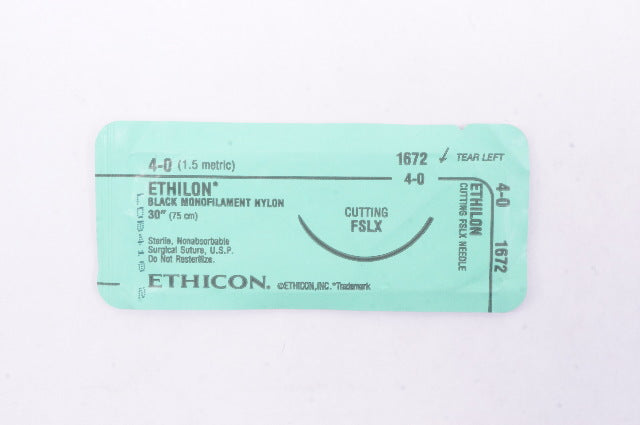 4-0 (1.5 metric)
1672 TEAR LEFT
4-0
ETHILON*
BLACK MONOFILAMENT NYLON
30" (75 cm)
CUTTING
FSLX
Sterile, Nonabsorbable
Surgical Suture, U.S.P.
Do Not Resterilize.
ETHICON. ©ETHICON,INC. *Trademark
4-0 1672
ETHILON
CUTTING FSLX NEEDLE